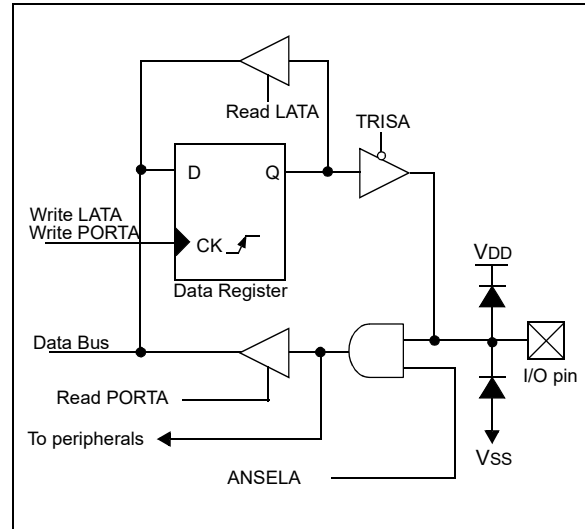 Read LATA
TRISA
D
Q
Write LATA
Write PORTA
CK
VDD
Data Register
Data Bus
I/O pin
Read PORTA
To peripherals
VSS
ANSELA